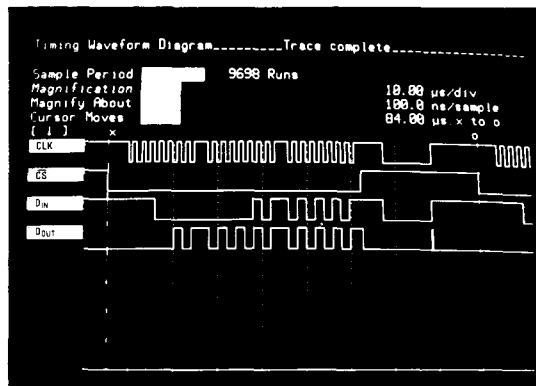 Timing Waveform Diagram_________Trace complete______________
Sample Period 9698 Runs
Magnification 10.00 µs/div
Magnify About 100.0 ns/sample
Cursor Moves 84.00 µs x to o
[ ↓ ] x o
CLK
CS
DIN
DOUT